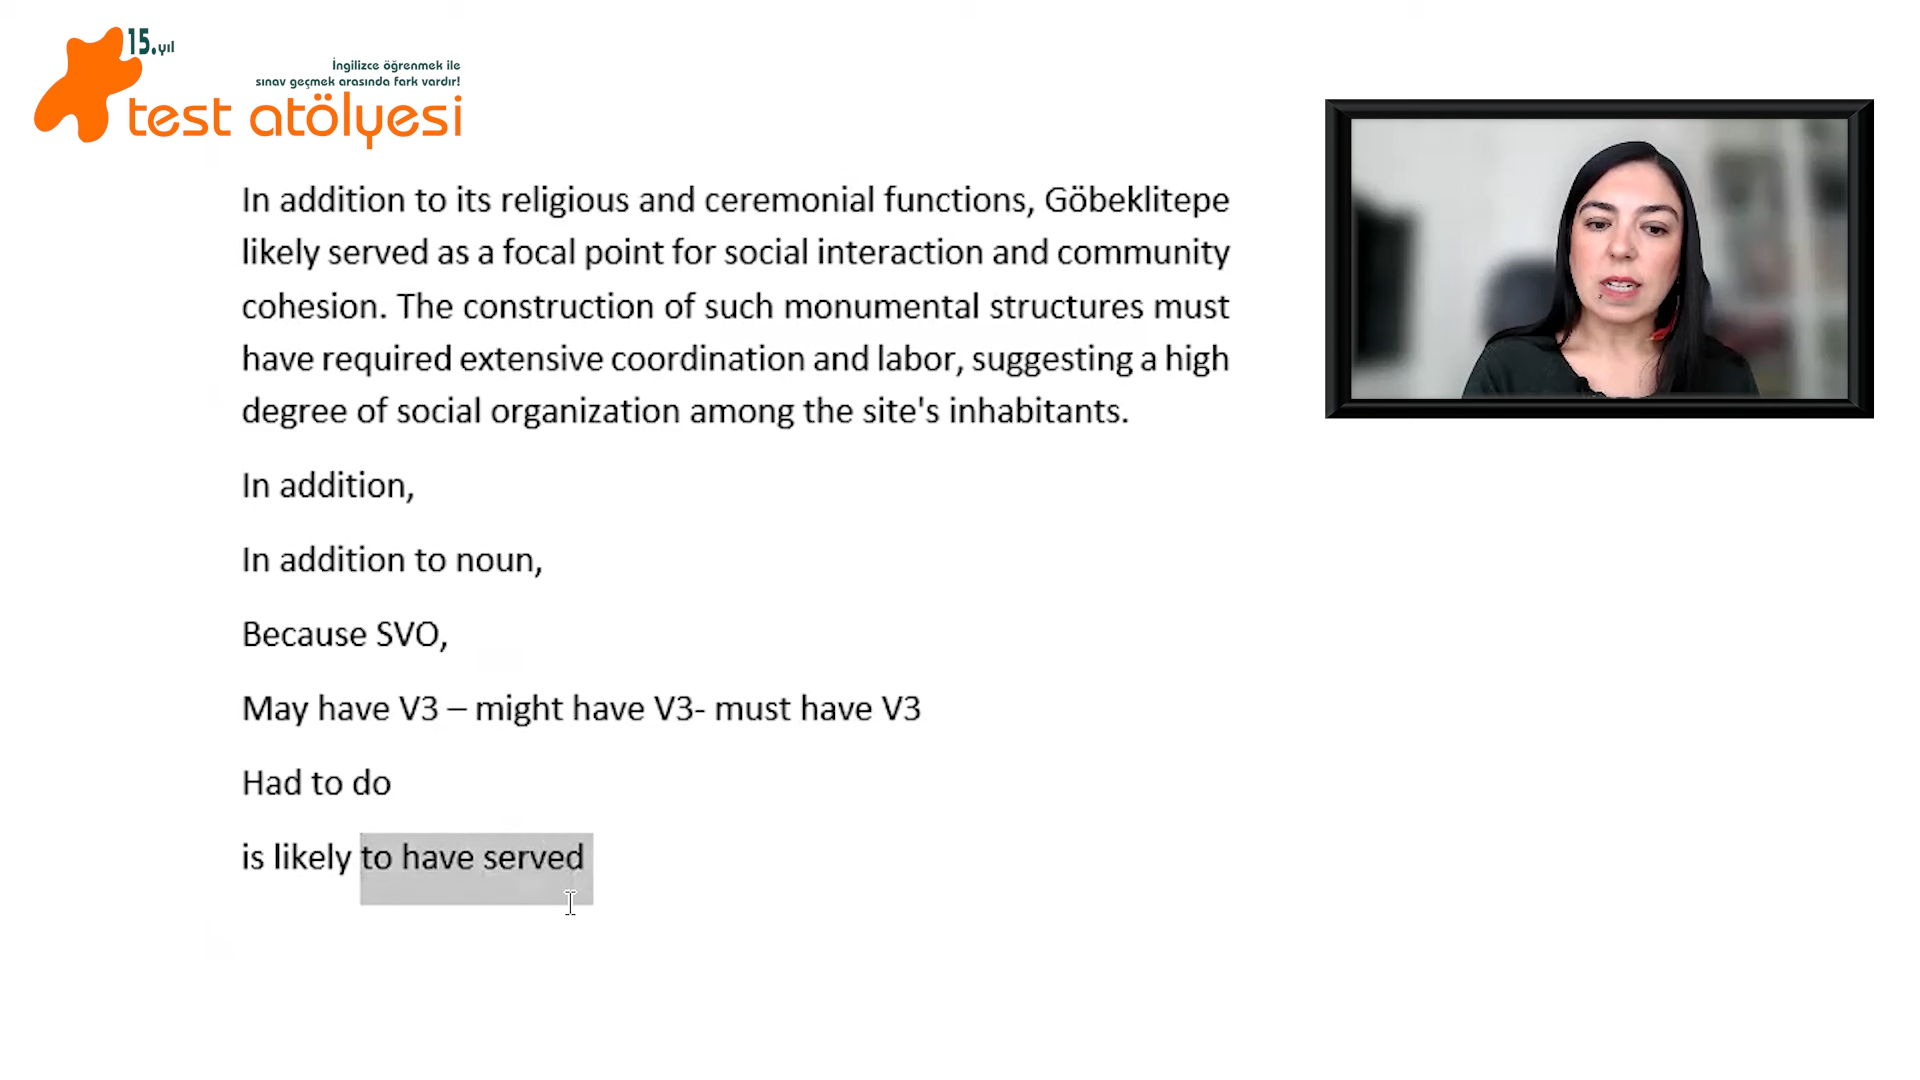 15.yıl
İngilizce öğrenmek ile
sınav geçmek arasında fark vardır!
test atölyesi
In addition to its religious and ceremonial functions, Göbeklitepe
likely served as a focal point for social interaction and community
cohesion. The construction of such monumental structures must
have required extensive coordination and labor, suggesting a high
degree of social organization among the site's inhabitants.
In addition,
In addition to noun,
Because SVO,
May have V3 – might have V3- must have V3
Had to do
is likely to have served